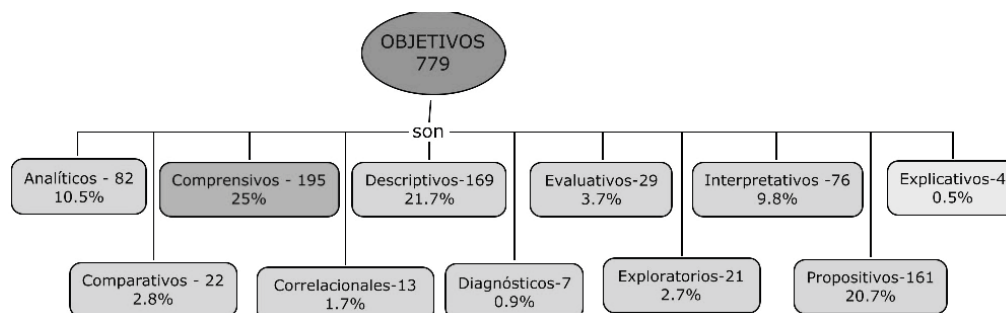 OBJETIVOS
779
son
Analíticos - 82
10.5%
Comprensivos - 195
25%
Descriptivos-169
21.7%
Evaluativos-29
3.7%
Interpretativos -76
9.8%
Explicativos-4
0.5%
Comparativos - 22
2.8%
Correlacionales-13
1.7%
Diagnósticos-7
0.9%
Exploratorios-21
2.7%
Propositivos-161
20.7%